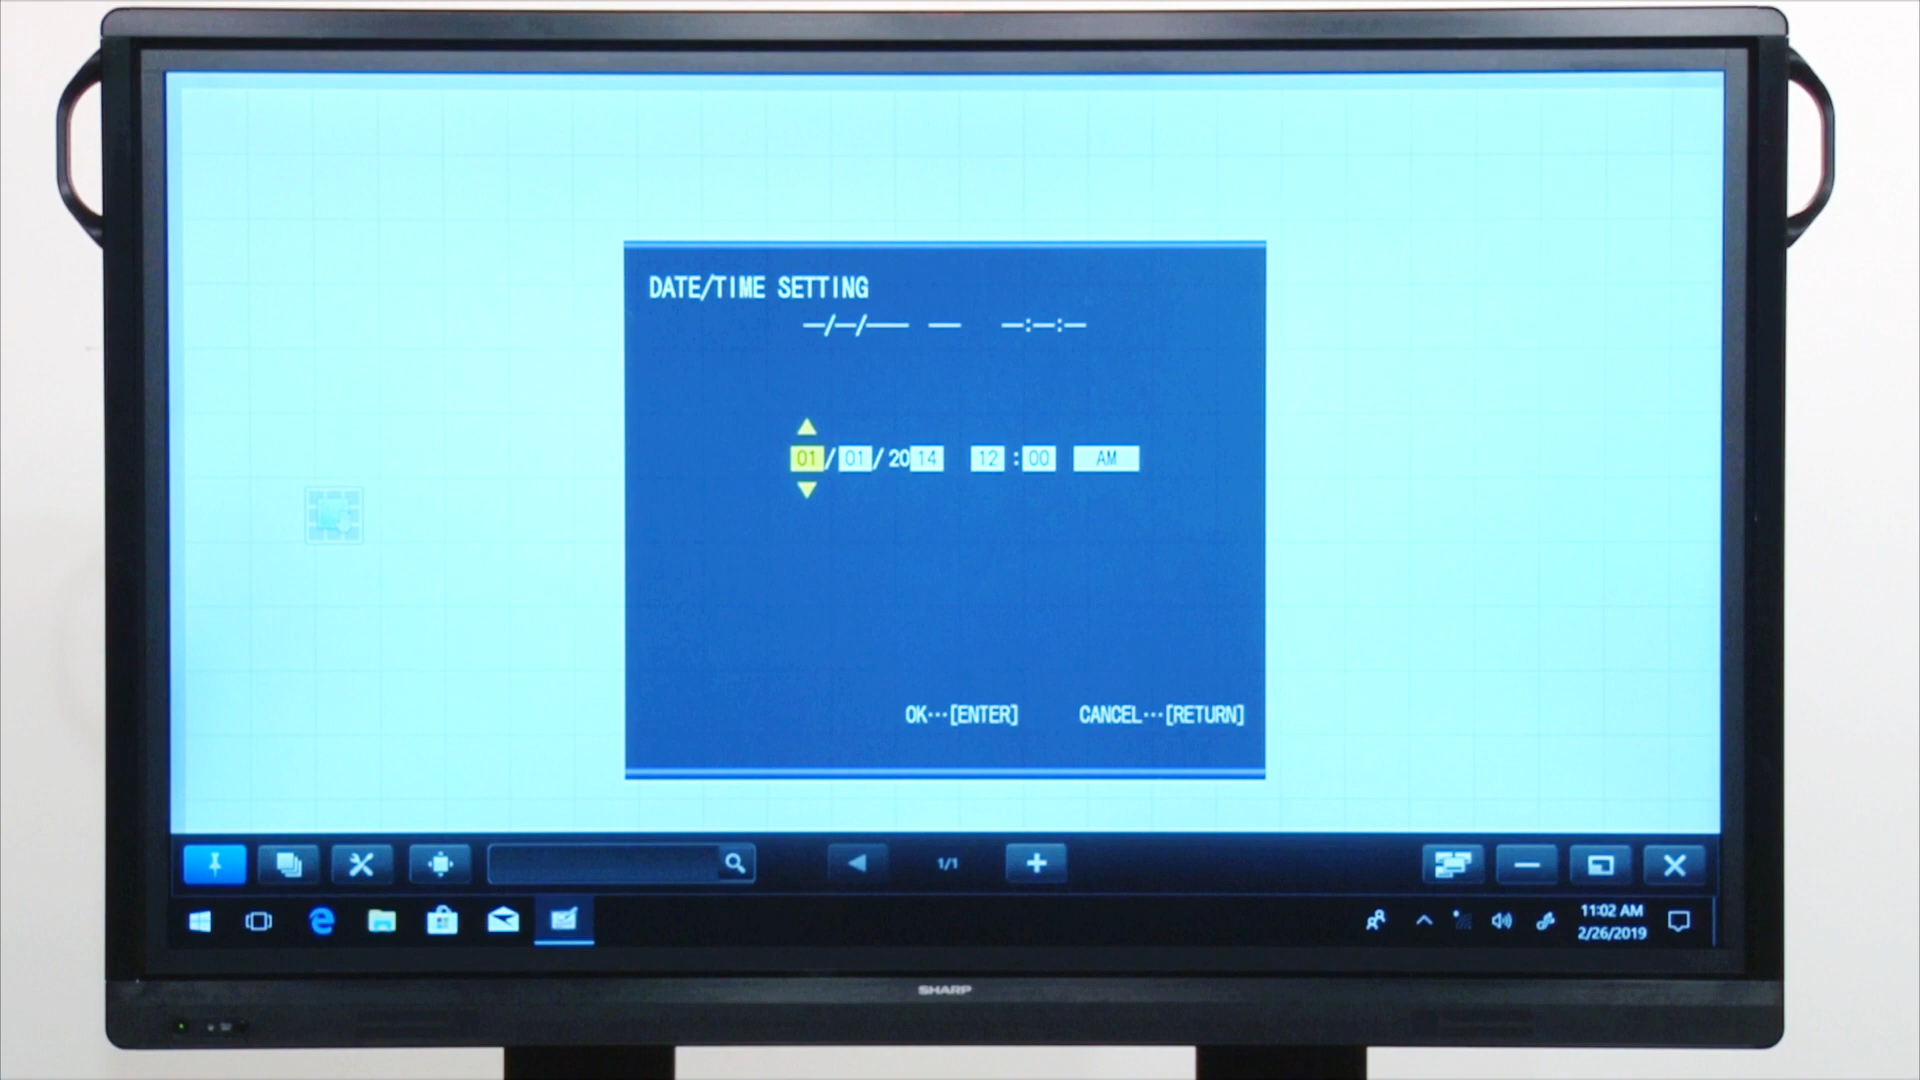 DATE/TIME SETTING
—/—/—— —— —:—:—
01/01/2014 12:00 AM
OK···[ENTER] CANCEL···[RETURN]
1/1
11:02 AM
2/26/2019
SHARP